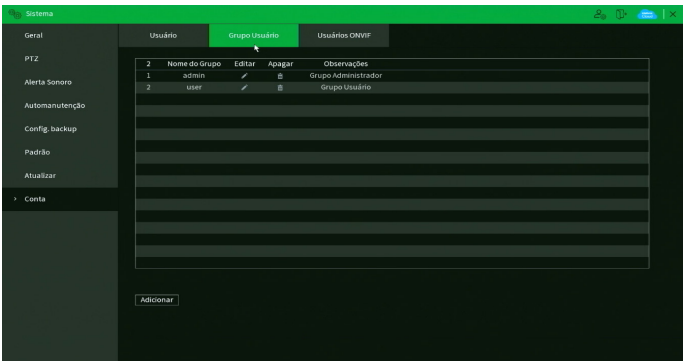 Sistema
Geral
PTZ
Alerta Sonoro
Automanutenção
Config. backup
Padrão
Atualizar
Conta
Usuário Grupo Usuário Usuários ONVIF
2 Nome do Grupo Editar Apagar Observações
1 admin Grupo Administrador
2 user Grupo Usuário
Adicionar